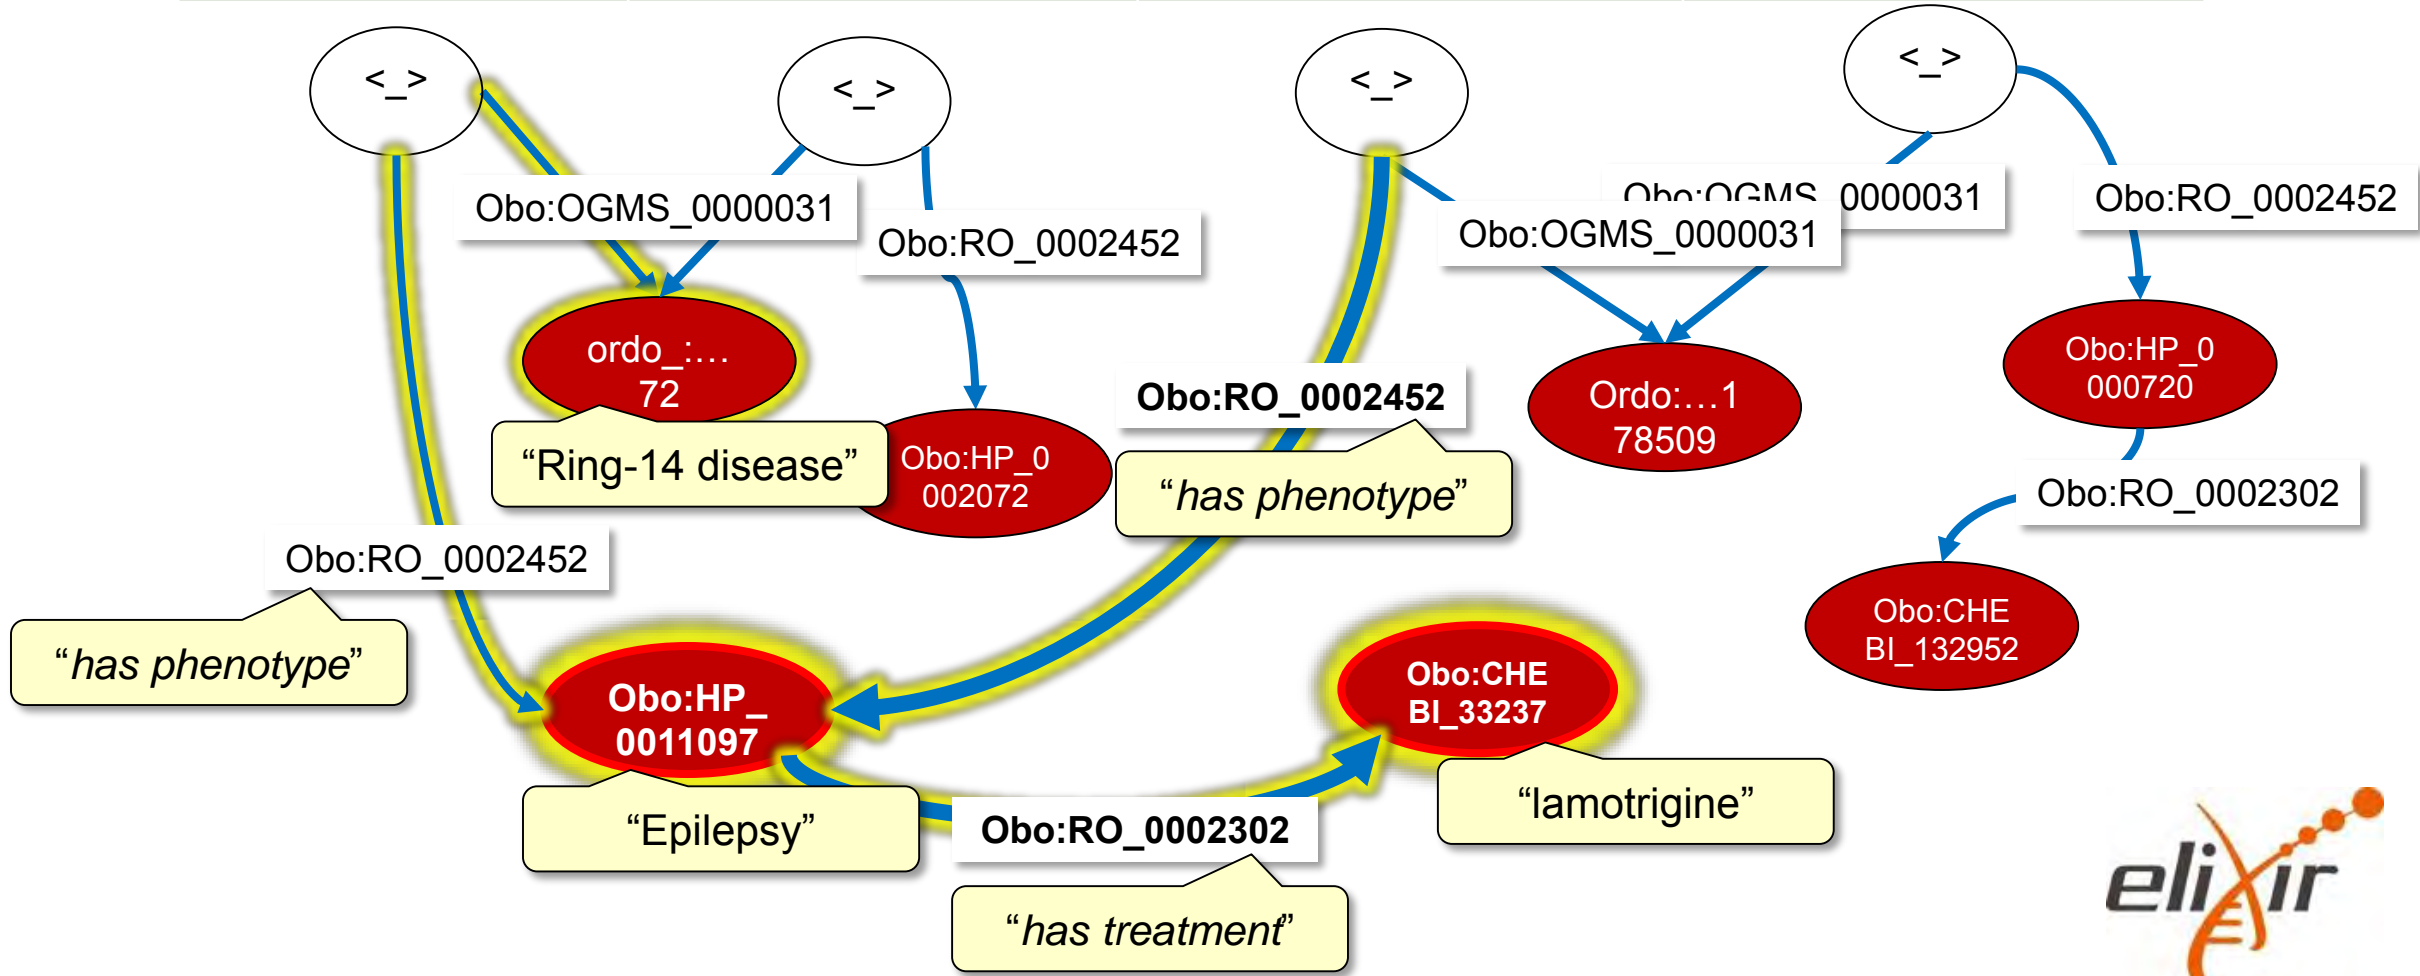 <_>
<_>
<_>
<_>
Obo:OGMS_0000031
Obo:RO_0002452
Obo:OGMS_0000031
Obo:OGMS_0000031
Obo:RO_0002452
ordo_:...
72
"Ring-14 disease"
Obo:HP_0
002072
Obo:RO_0002452
"has phenotype"
Ordo:...1
78509
Obo:HP_0
000720
Obo:RO_0002302
Obo:CHE
BI_132952
Obo:RO_0002452
"has phenotype"
Obo:HP_
0011097
"Epilepsy"
Obo:RO_0002302
"has treatment"
Obo:CHE
BI_33237
"lamotrigine"
elixir